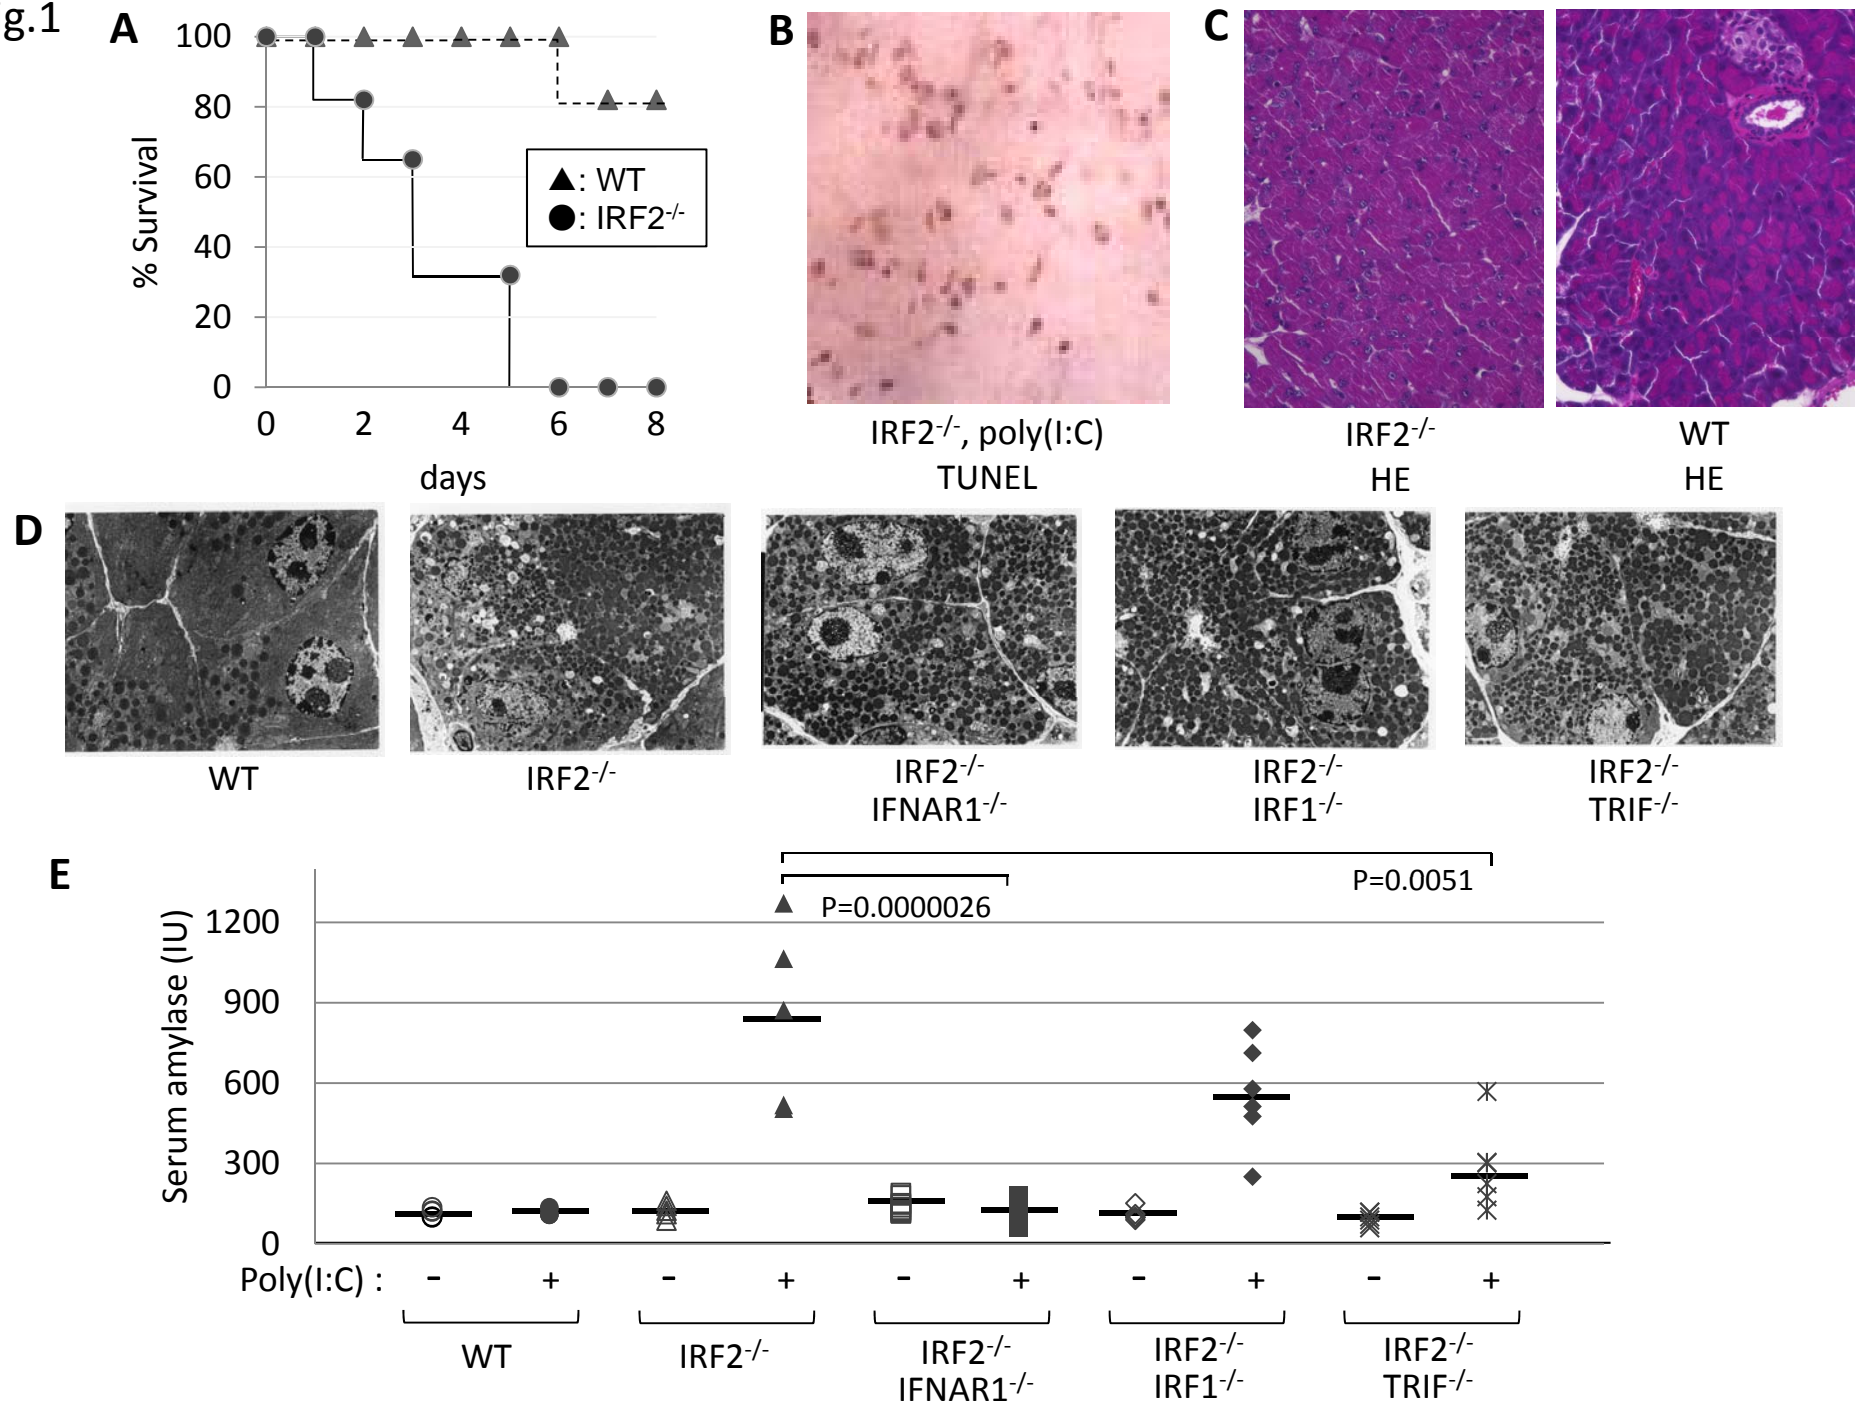 g.1
A
100
80
60
40
20
0
% Survival
0 2 4 6 8
days
▲: WT
●: IRF2-/-
B
IRF2-/-, poly(I:C)
TUNEL
C
IRF2-/-
HE
WT
HE
D
WT
IRF2-/-
IRF2-/-
IFNAR1-/-
IRF2-/-
IRF1-/-
IRF2-/-
TRIF-/-
E
P=0.0051
P=0.0000026
Serum amylase (IU)
1200
900
600
300
0
Poly(I:C) : - + - + - + - + - +
WT
IRF2-/-
IRF2-/-
IFNAR1-/-
IRF2-/-
IRF1-/-
IRF2-/-
TRIF-/-